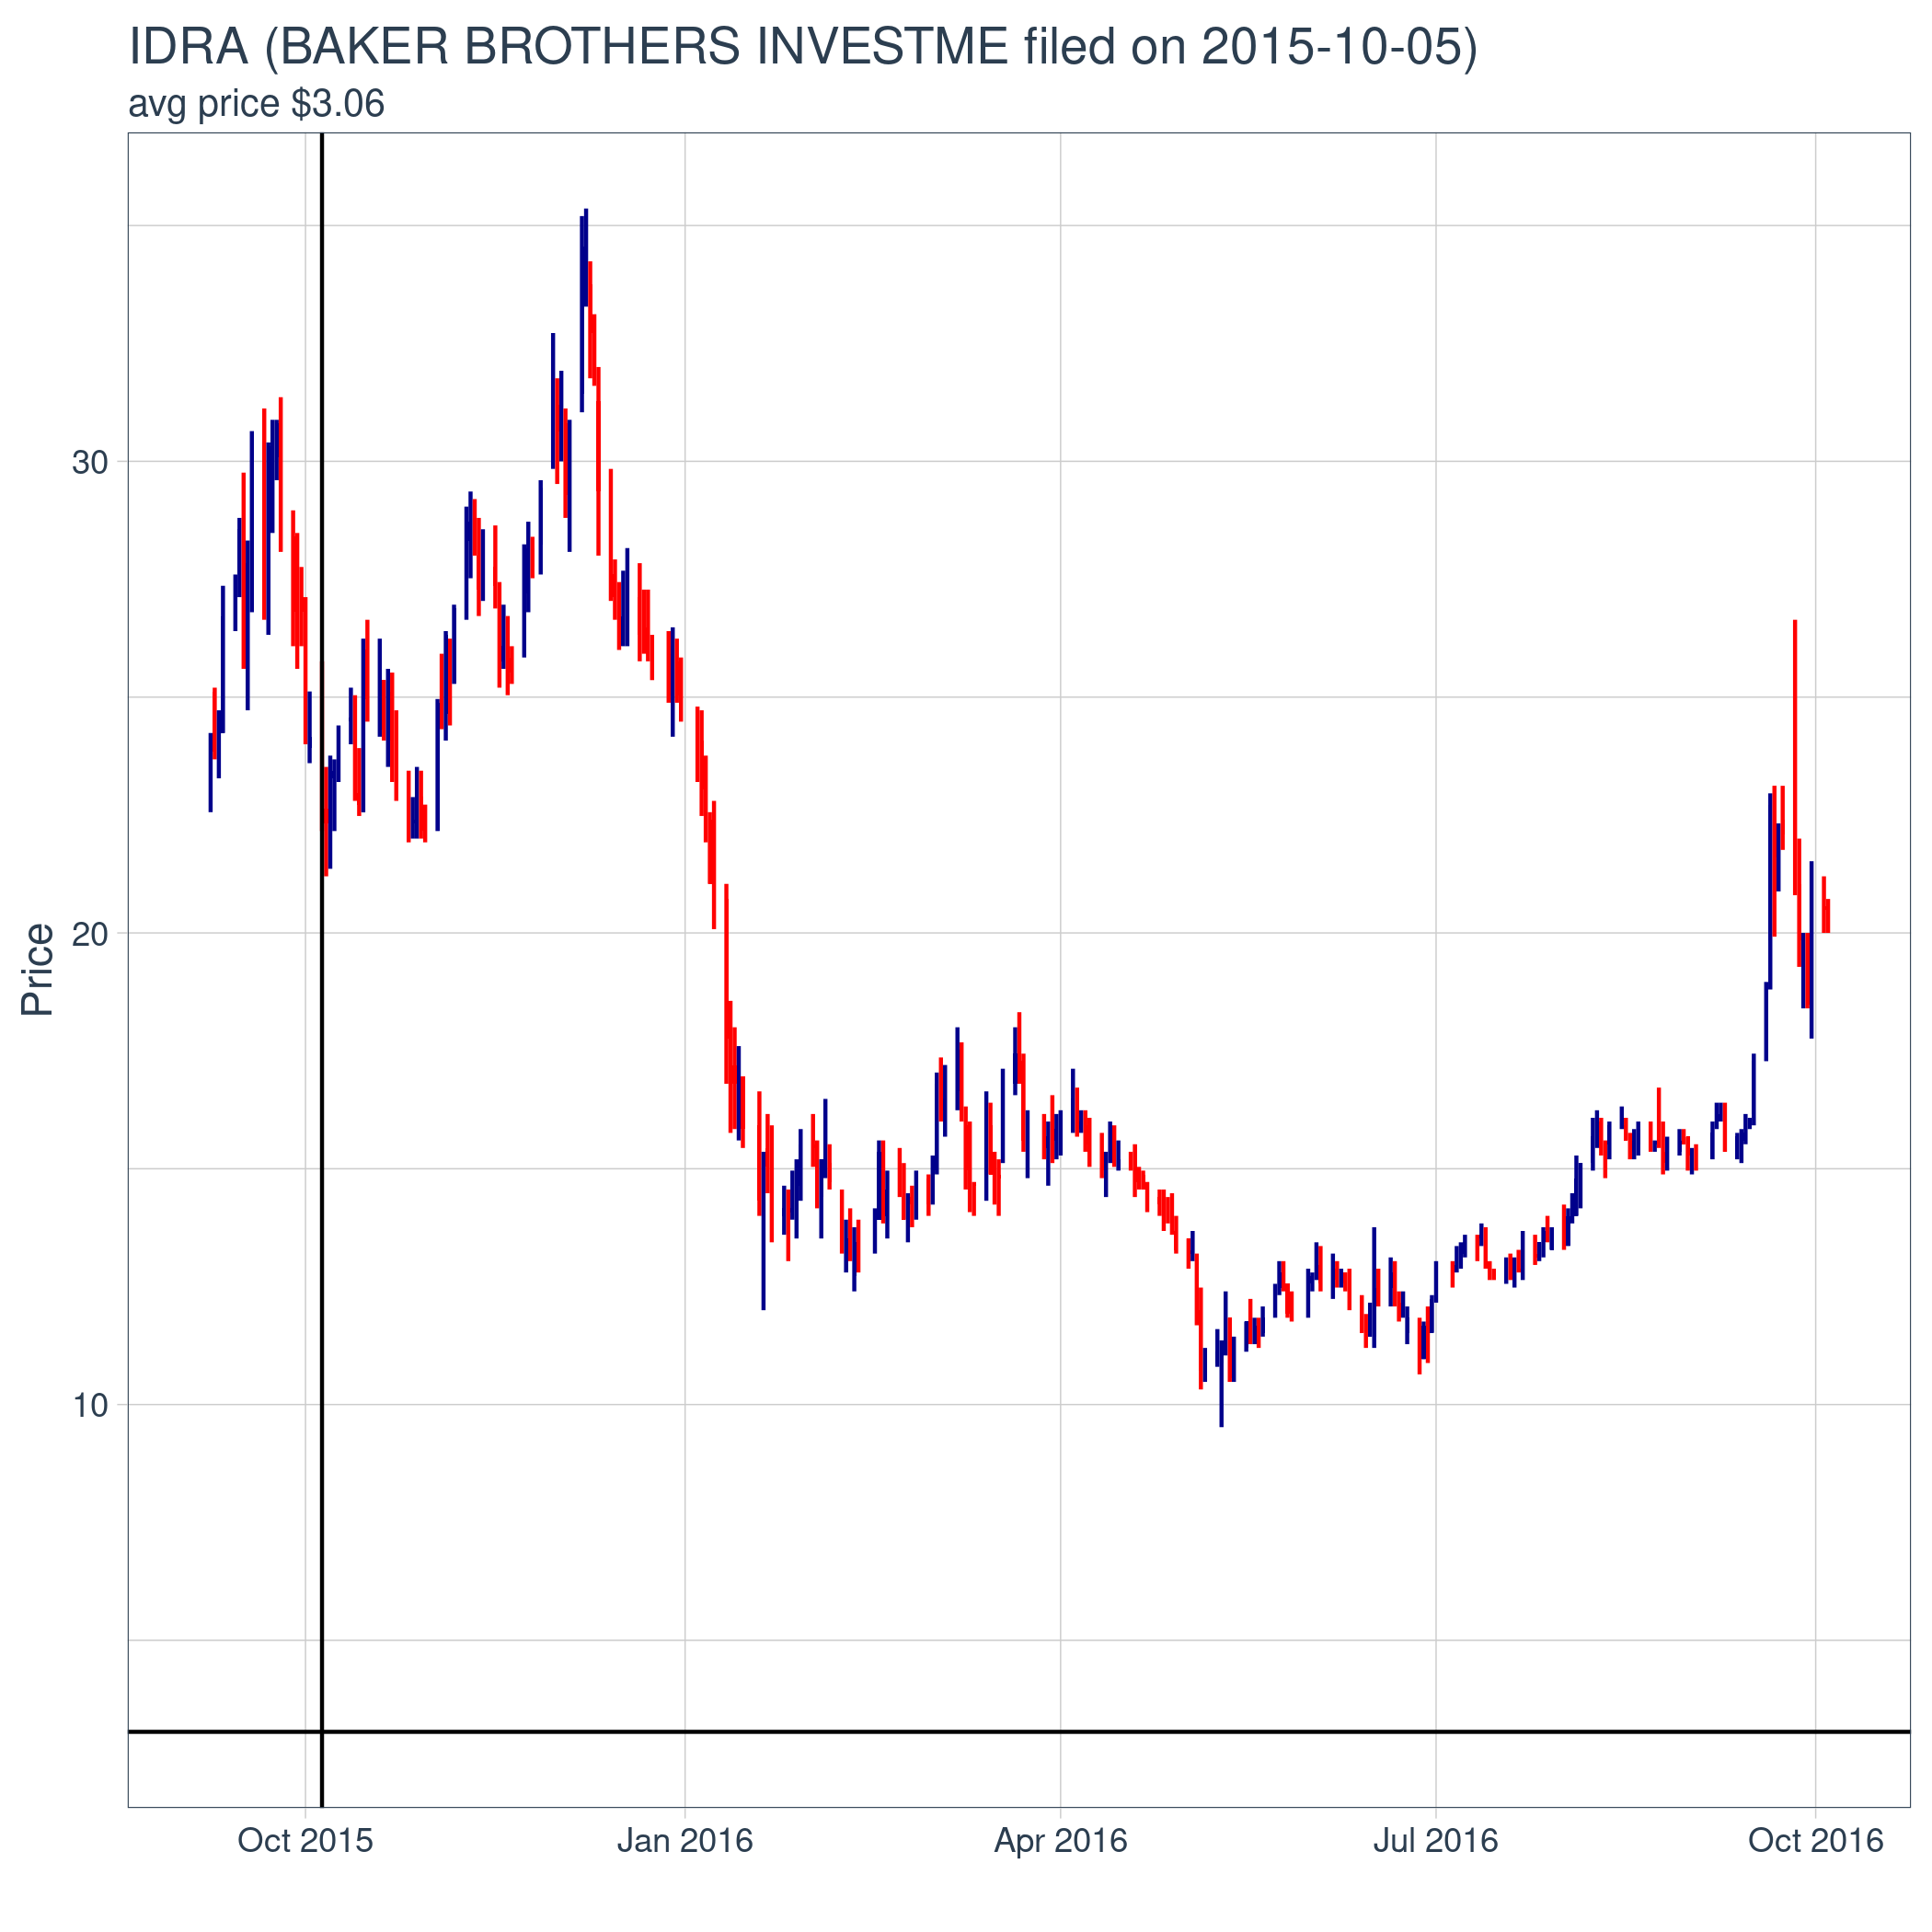 IDRA (BAKER BROTHERS INVESTME filed on 2015-10-05)
avg price $3.06
Price
30
20
10
Oct 2015
Jan 2016
Apr 2016
Jul 2016
Oct 2016